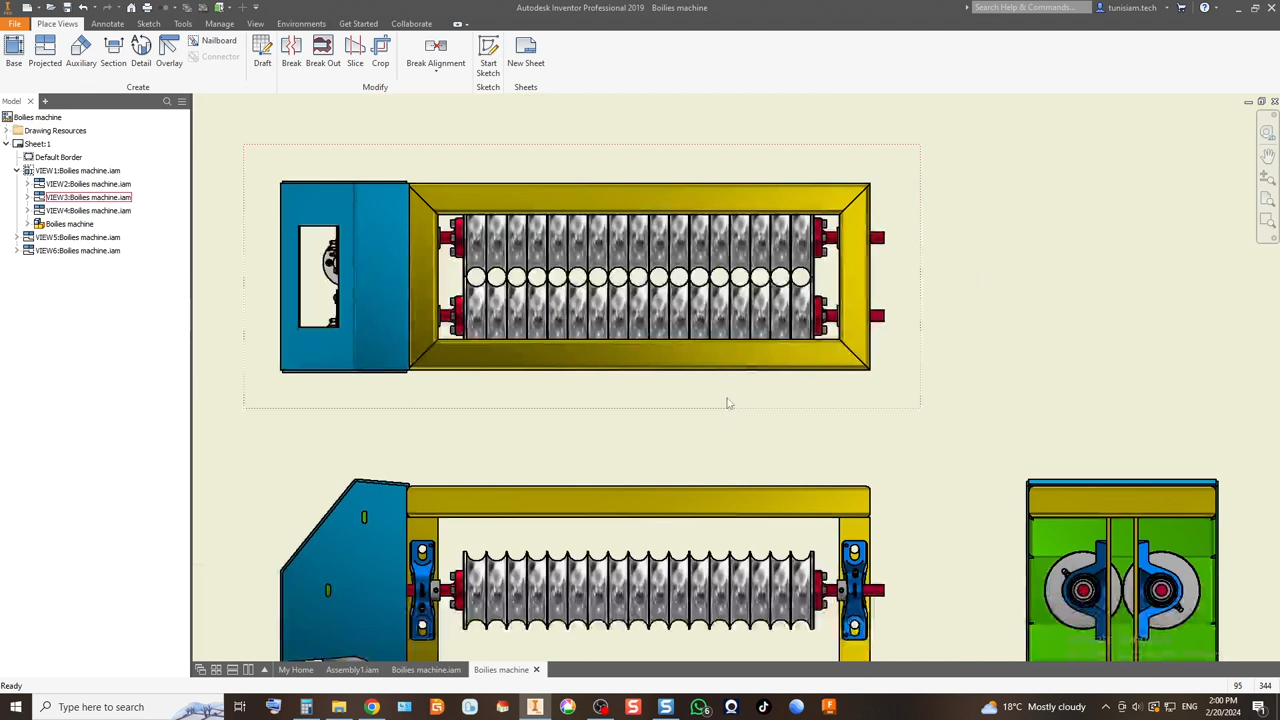 Autodesk Inventor Professional 2019 Boilies machine
Search Help & Commands... tunisiam.tech
File Place Views Annotate Sketch Tools Manage View Environments Get Started Collaborate
Base Projected Auxiliary Section Detail Overlay Nailboard Connector Draft Break Break Out Slice Crop Break Alignment Start Sketch New Sheet
Create Modify Sketch Sheets
Model
Boilies machine
Drawing Resources
Sheet:1
Default Border
VIEW1:Boilies machine.iam
VIEW2:Boilies machine.iam
VIEW3:Boilies machine.iam
VIEW4:Boilies machine.iam
Boilies machine
VIEW5:Boilies machine.iam
VIEW6:Boilies machine.iam
My Home Assembly1.iam Boilies machine.iam Boilies machine
Ready 95 344
Type here to search 6 18°C Mostly cloudy 2:00 PM
2/20/2024